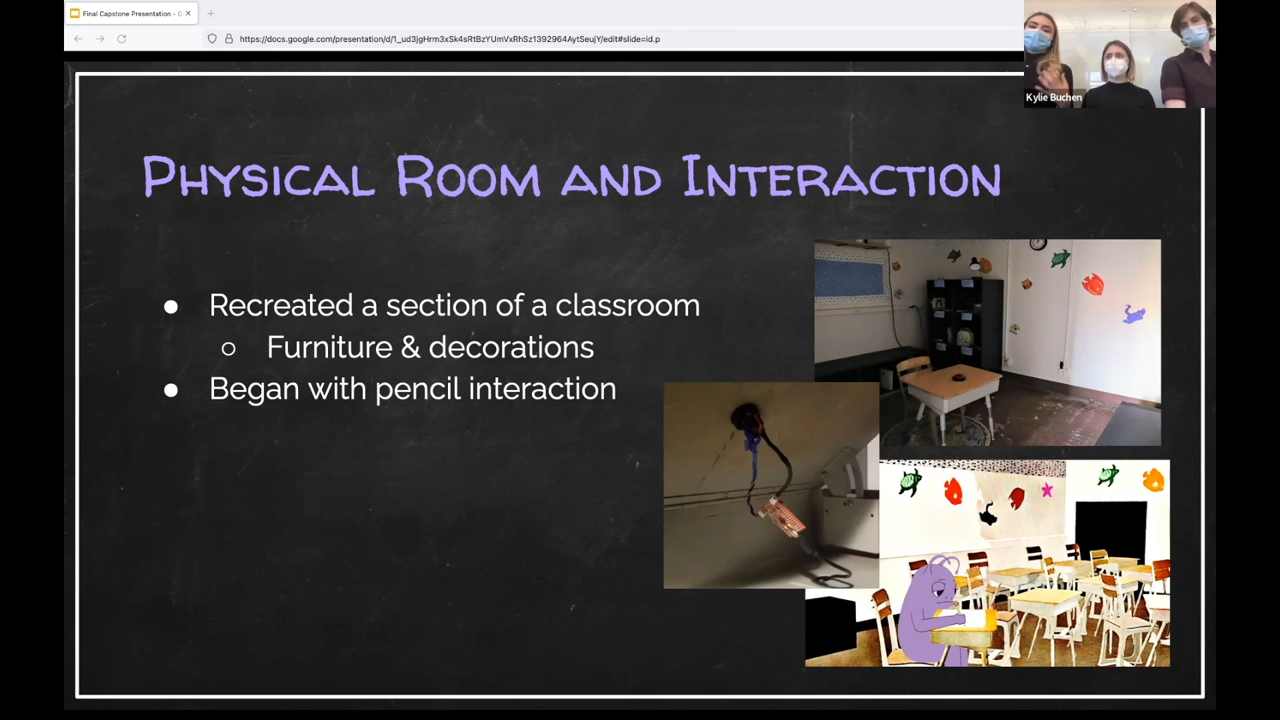 Final Capstone Presentation - G
https://docs.google.com/presentation/d/1_ud3jgHrm3xSk4sRtBzYUmVxRhSz1392964AytSeujY/edit#slide=id.p
Kylie Buchen
Physical Room and Interaction
● Recreated a section of a classroom
○ Furniture & decorations
● Began with pencil interaction